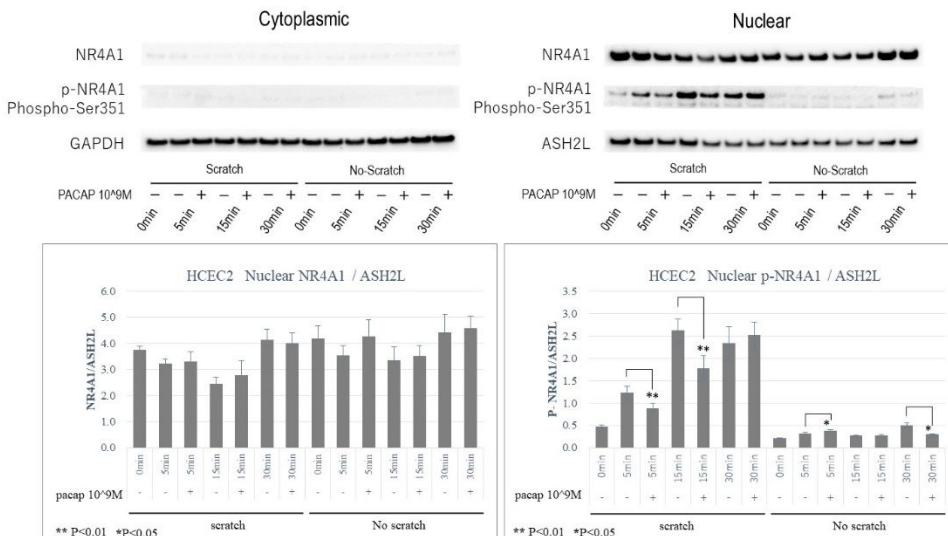 Cytoplasmic
NR4A1
p-NR4A1
Phospho-Ser351
GAPDH
Scratch No-Scratch
PACAP 10^9M − − + − + − + − − + − + − +
0min 5min 15min 30min 0min 5min 15min 30min
Nuclear
NR4A1
p-NR4A1
Phospho-Ser351
ASH2L
Scratch No-Scratch
PACAP 10^9M − − + − + − + − − + − + − +
0min 5min 15min 30min 0min 5min 15min 30min
HCEC2 Nuclear NR4A1 / ASH2L
NR4A1/ASH2L
6.0
5.0
4.0
3.0
2.0
1.0
0.0
0min 5min 5min 15min 15min 30min 30min 0min 5min 5min 15min 15min 30min 30min
pacap 10^9M - - + - + - + - - + - + - +
scratch No scratch
** P<0.01 *P<0.05
HCEC2 Nuclear p-NR4A1 / ASH2L
P- NR4A1/ASH2L
3.5
3.0
2.5
2.0
1.5
1.0
0.5
0.0
** ** * *
0min 5min 5min 15min 15min 30min 30min 0min 5min 5min 15min 15min 30min 30min
pacap 10^9M - - + - + - + - - + - + - +
scratch No scratch
** P<0.01 *P<0.05